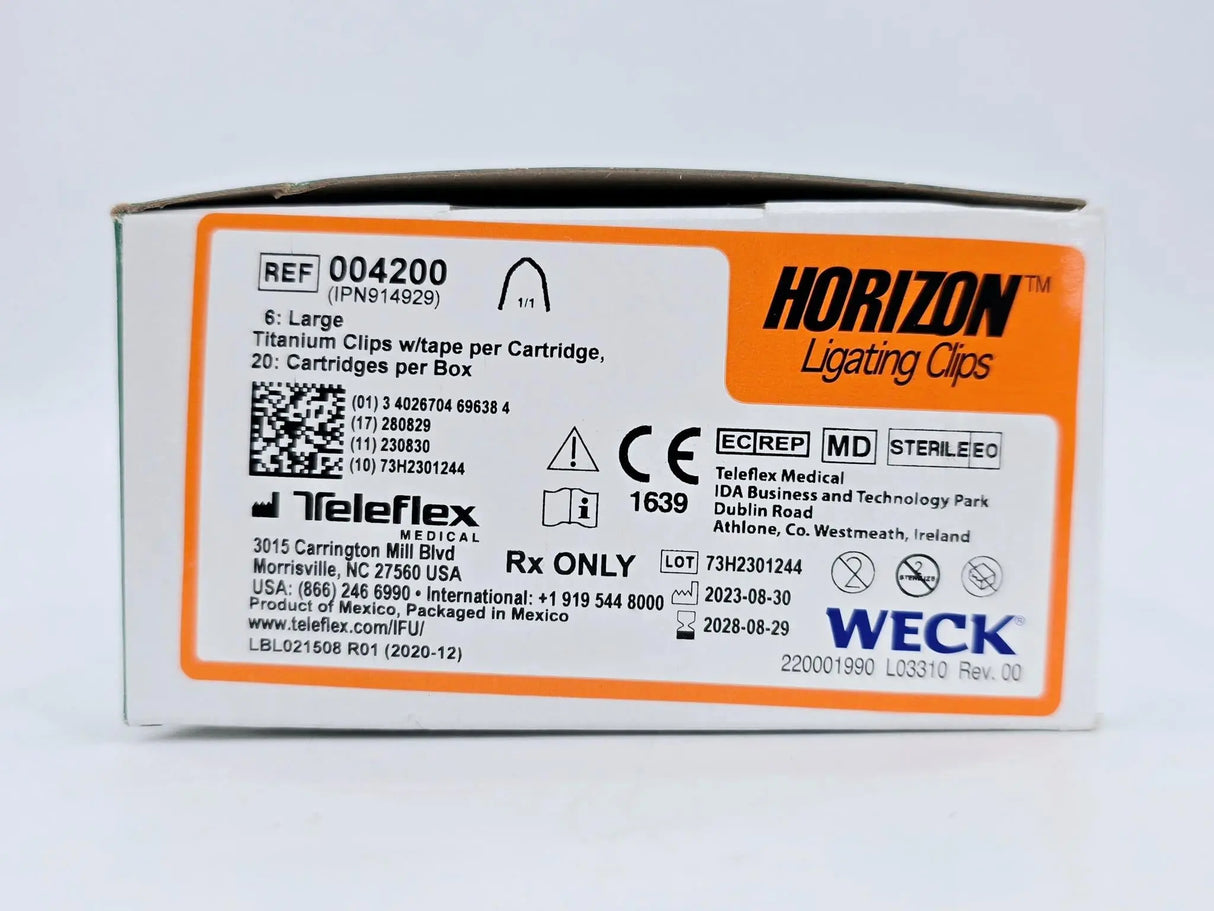 REF 004200
(IPN914929)
1/1
6: Large
Titanium Clips w/tape per Cartridge,
20: Cartridges per Box
(01) 3 4026704 69638 4
(17) 280829
(11) 230830
(10) 73H2301244
Teleflex
MEDICAL
3015 Carrington Mill Blvd
Morrisville, NC 27560 USA
USA: (866) 246 6990 • International: +1 919 544 8000
Product of Mexico, Packaged in Mexico
www.teleflex.com/IFU/
LBL021508 R01 (2020-12)
HORIZON™
Ligating Clips
CE
1639
Rx ONLY
EC REP MD STERILE EO
Teleflex Medical
IDA Business and Technology Park
Dublin Road
Athlone, Co. Westmeath, Ireland
LOT 73H2301244
2023-08-30
2028-08-29
2
2
STERILIZE
WECK®
220001990 L03310 Rev. 00